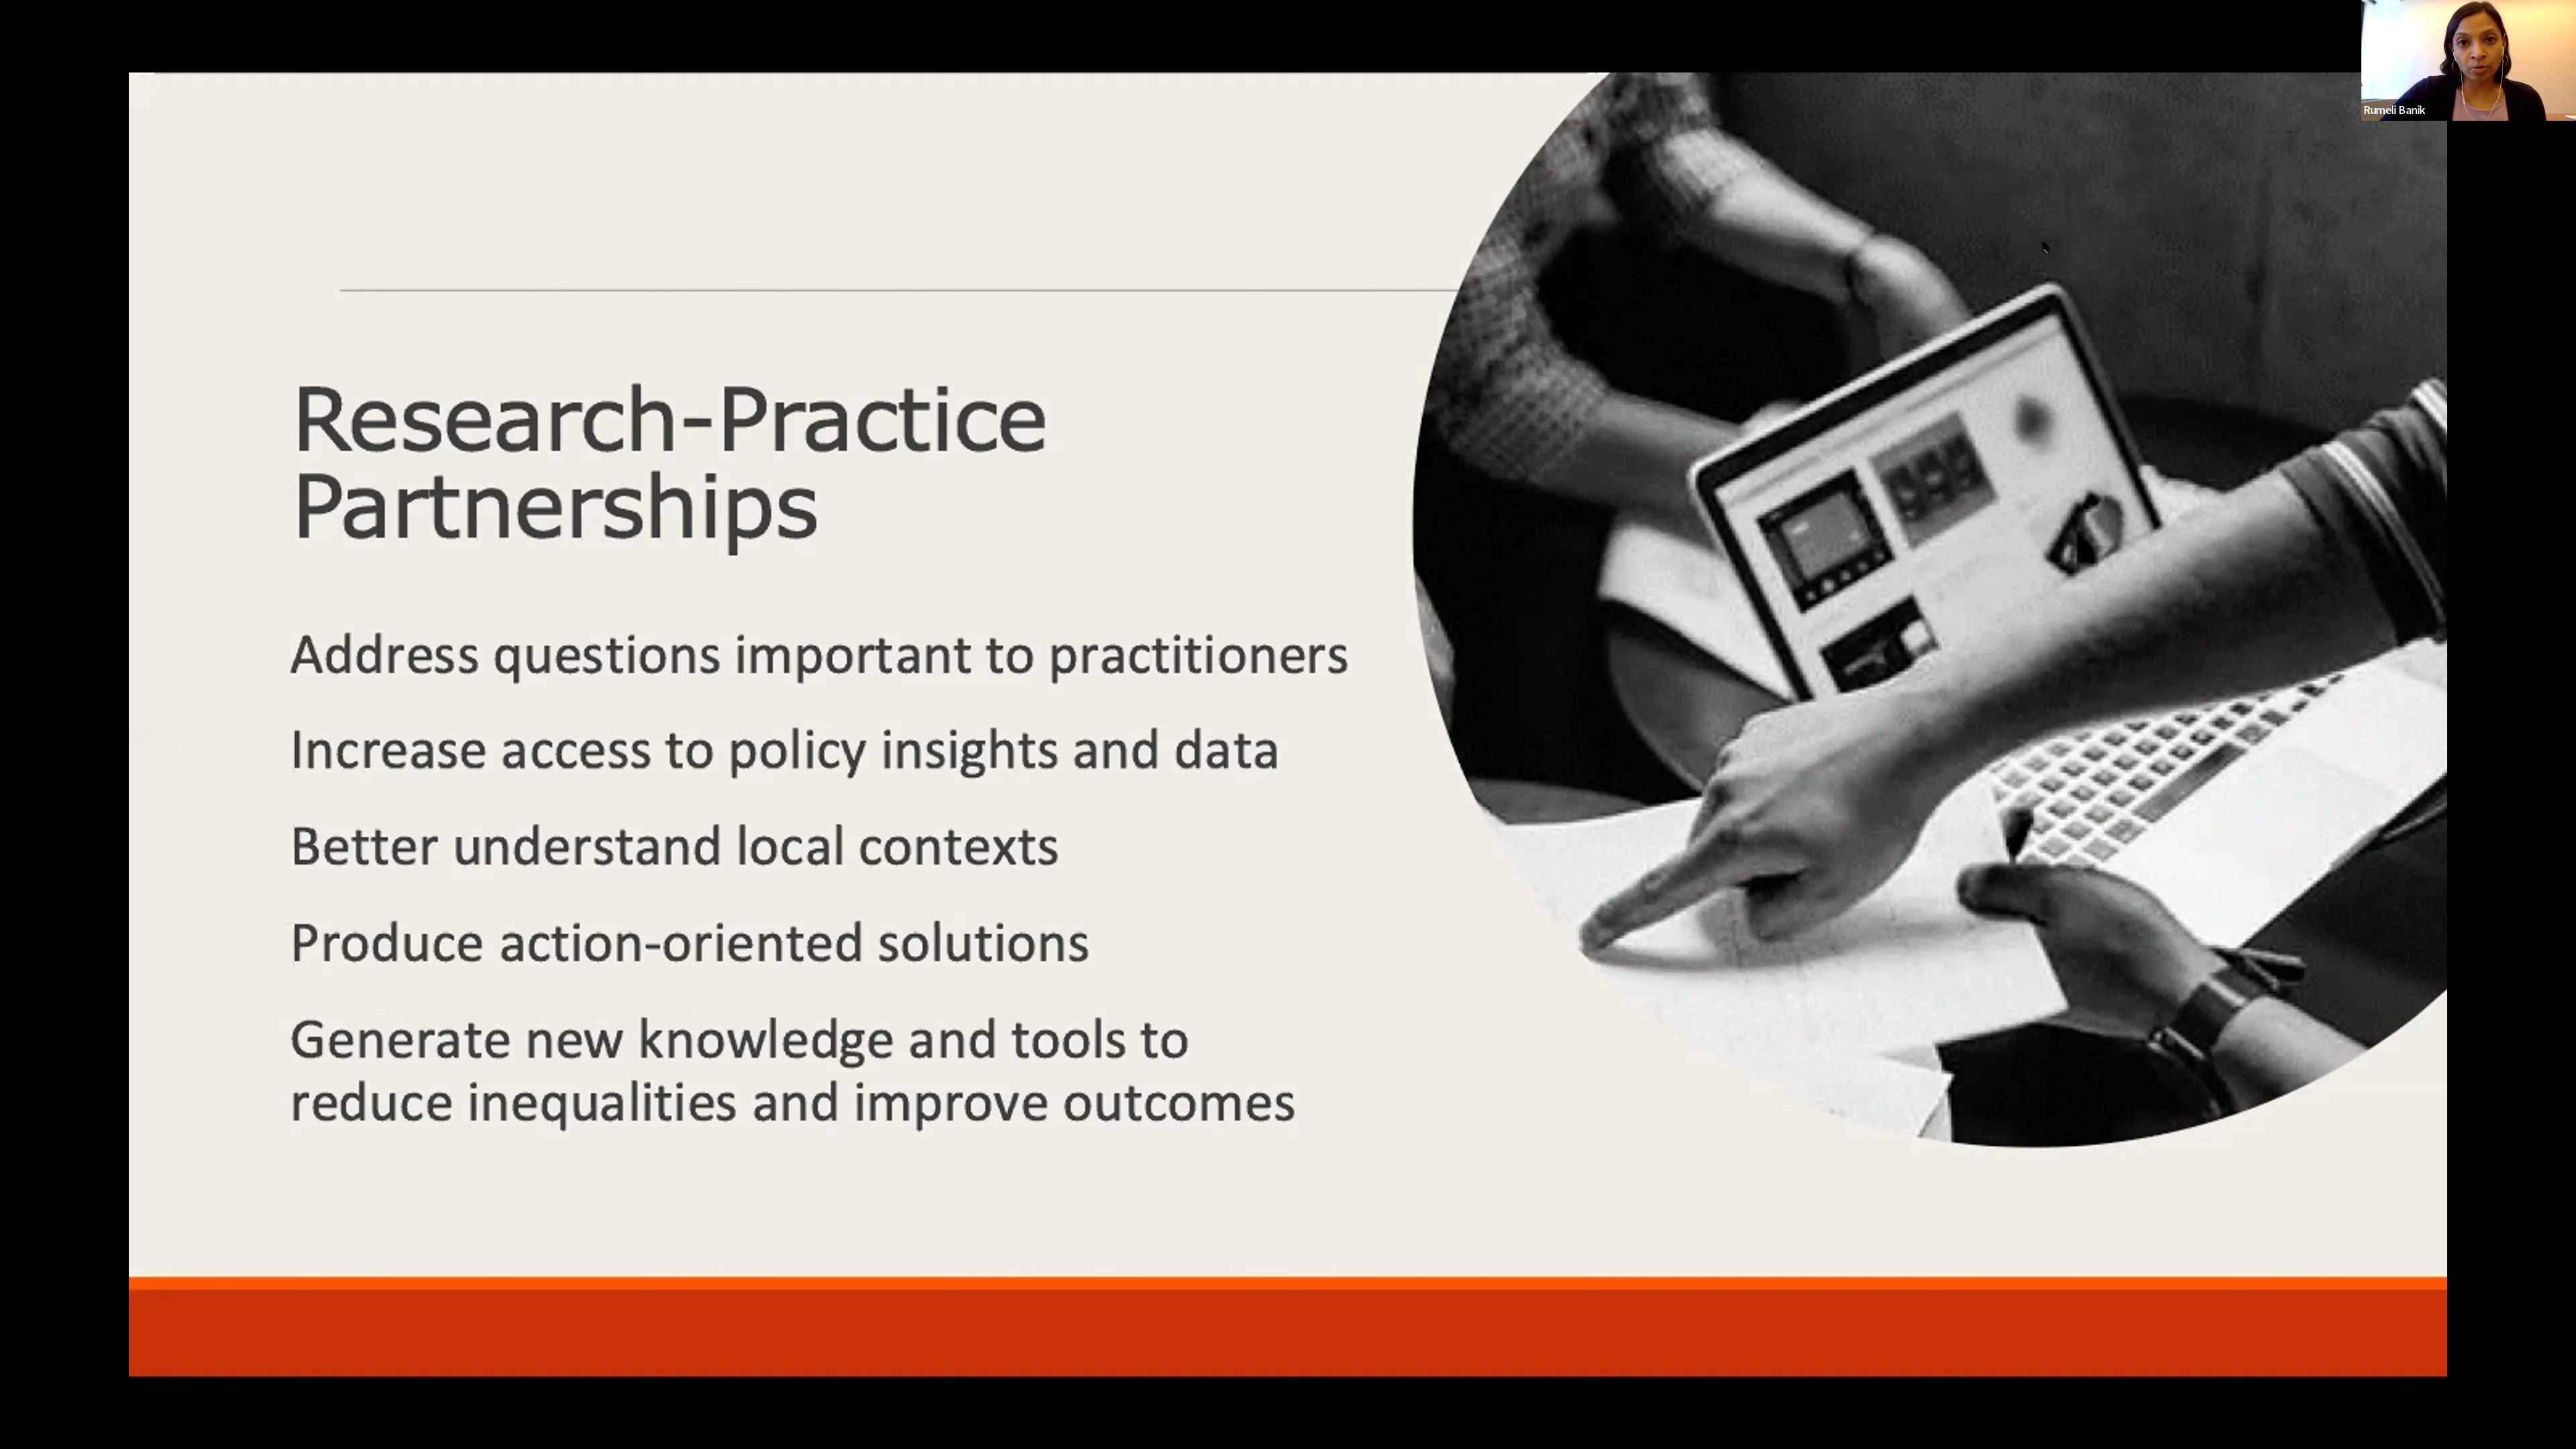 Rumeli Banik
Research-Practice
Partnerships
Address questions important to practitioners
Increase access to policy insights and data
Better understand local contexts
Produce action-oriented solutions
Generate new knowledge and tools to
reduce inequalities and improve outcomes